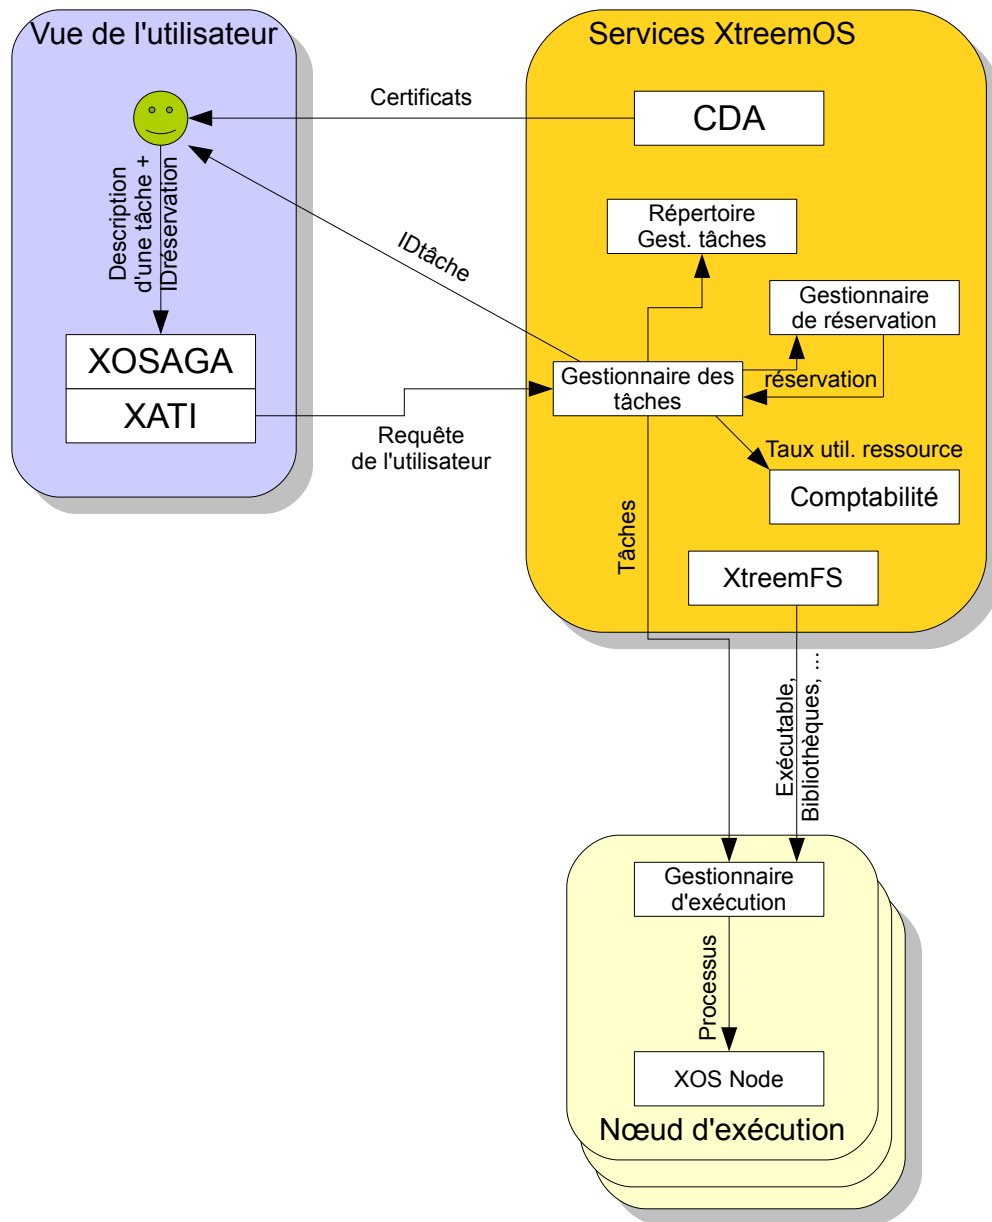 Vue de l'utilisateur
Services XtreemOS
Certificats
CDA
Description
d'une tâche +
IDréservation
IDtâche
Répertoire
Gest. tâches
Gestionnaire
de réservation
XOSAGA
XATI
Gestionnaire des
tâches
réservation
Requête
de l'utilisateur
Taux util. ressource
Comptabilité
Tâches
XtreemFS
Exécutable,
Bibliothèques, ...
Gestionnaire
d'exécution
Processus
XOS Node
Nœud d'exécution